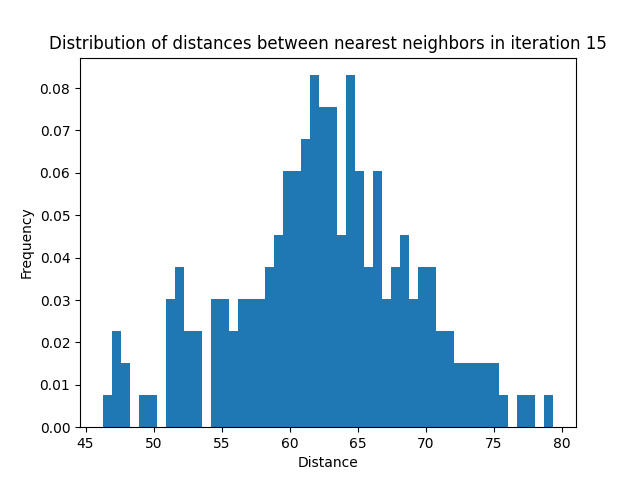 Distribution of distances between nearest neighbors in iteration 15
0.08
0.07
0.06
0.05
0.04
0.03
0.02
0.01
0.00
Frequency
45 50 55 60 65 70 75 80
Distance